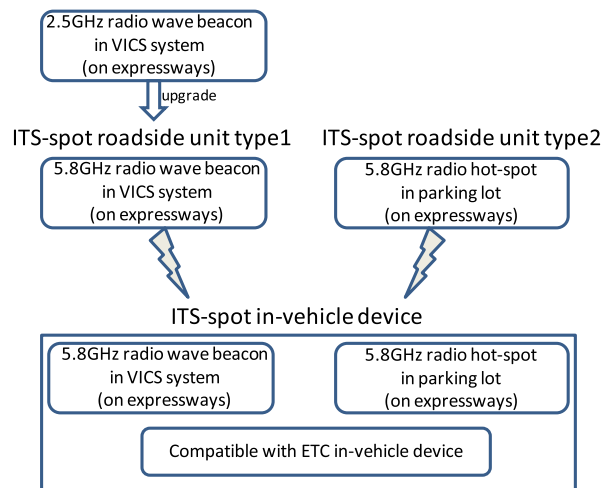 2.5GHz radio wave beacon
in VICS system
(on expressways)
upgrade
ITS-spot roadside unit type1
5.8GHz radio wave beacon
in VICS system
(on expressways)
ITS-spot roadside unit type2
5.8GHz radio hot-spot
in parking lot
(on expressways)
ITS-spot in-vehicle device
5.8GHz radio wave beacon
in VICS system
(on expressways)
5.8GHz radio hot-spot
in parking lot
(on expressways)
Compatible with ETC in-vehicle device